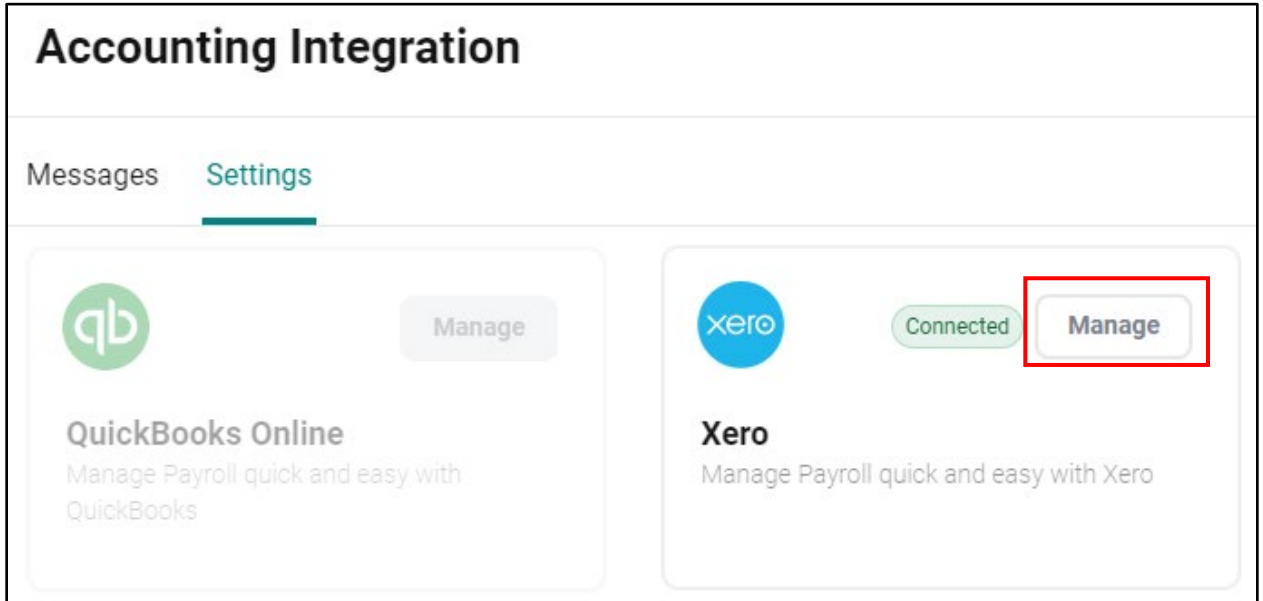 Accounting Integration
Messages Settings
qb
Manage
QuickBooks Online
Manage Payroll quick and easy with
QuickBooks
xero
Connected
Manage
Xero
Manage Payroll quick and easy with Xero